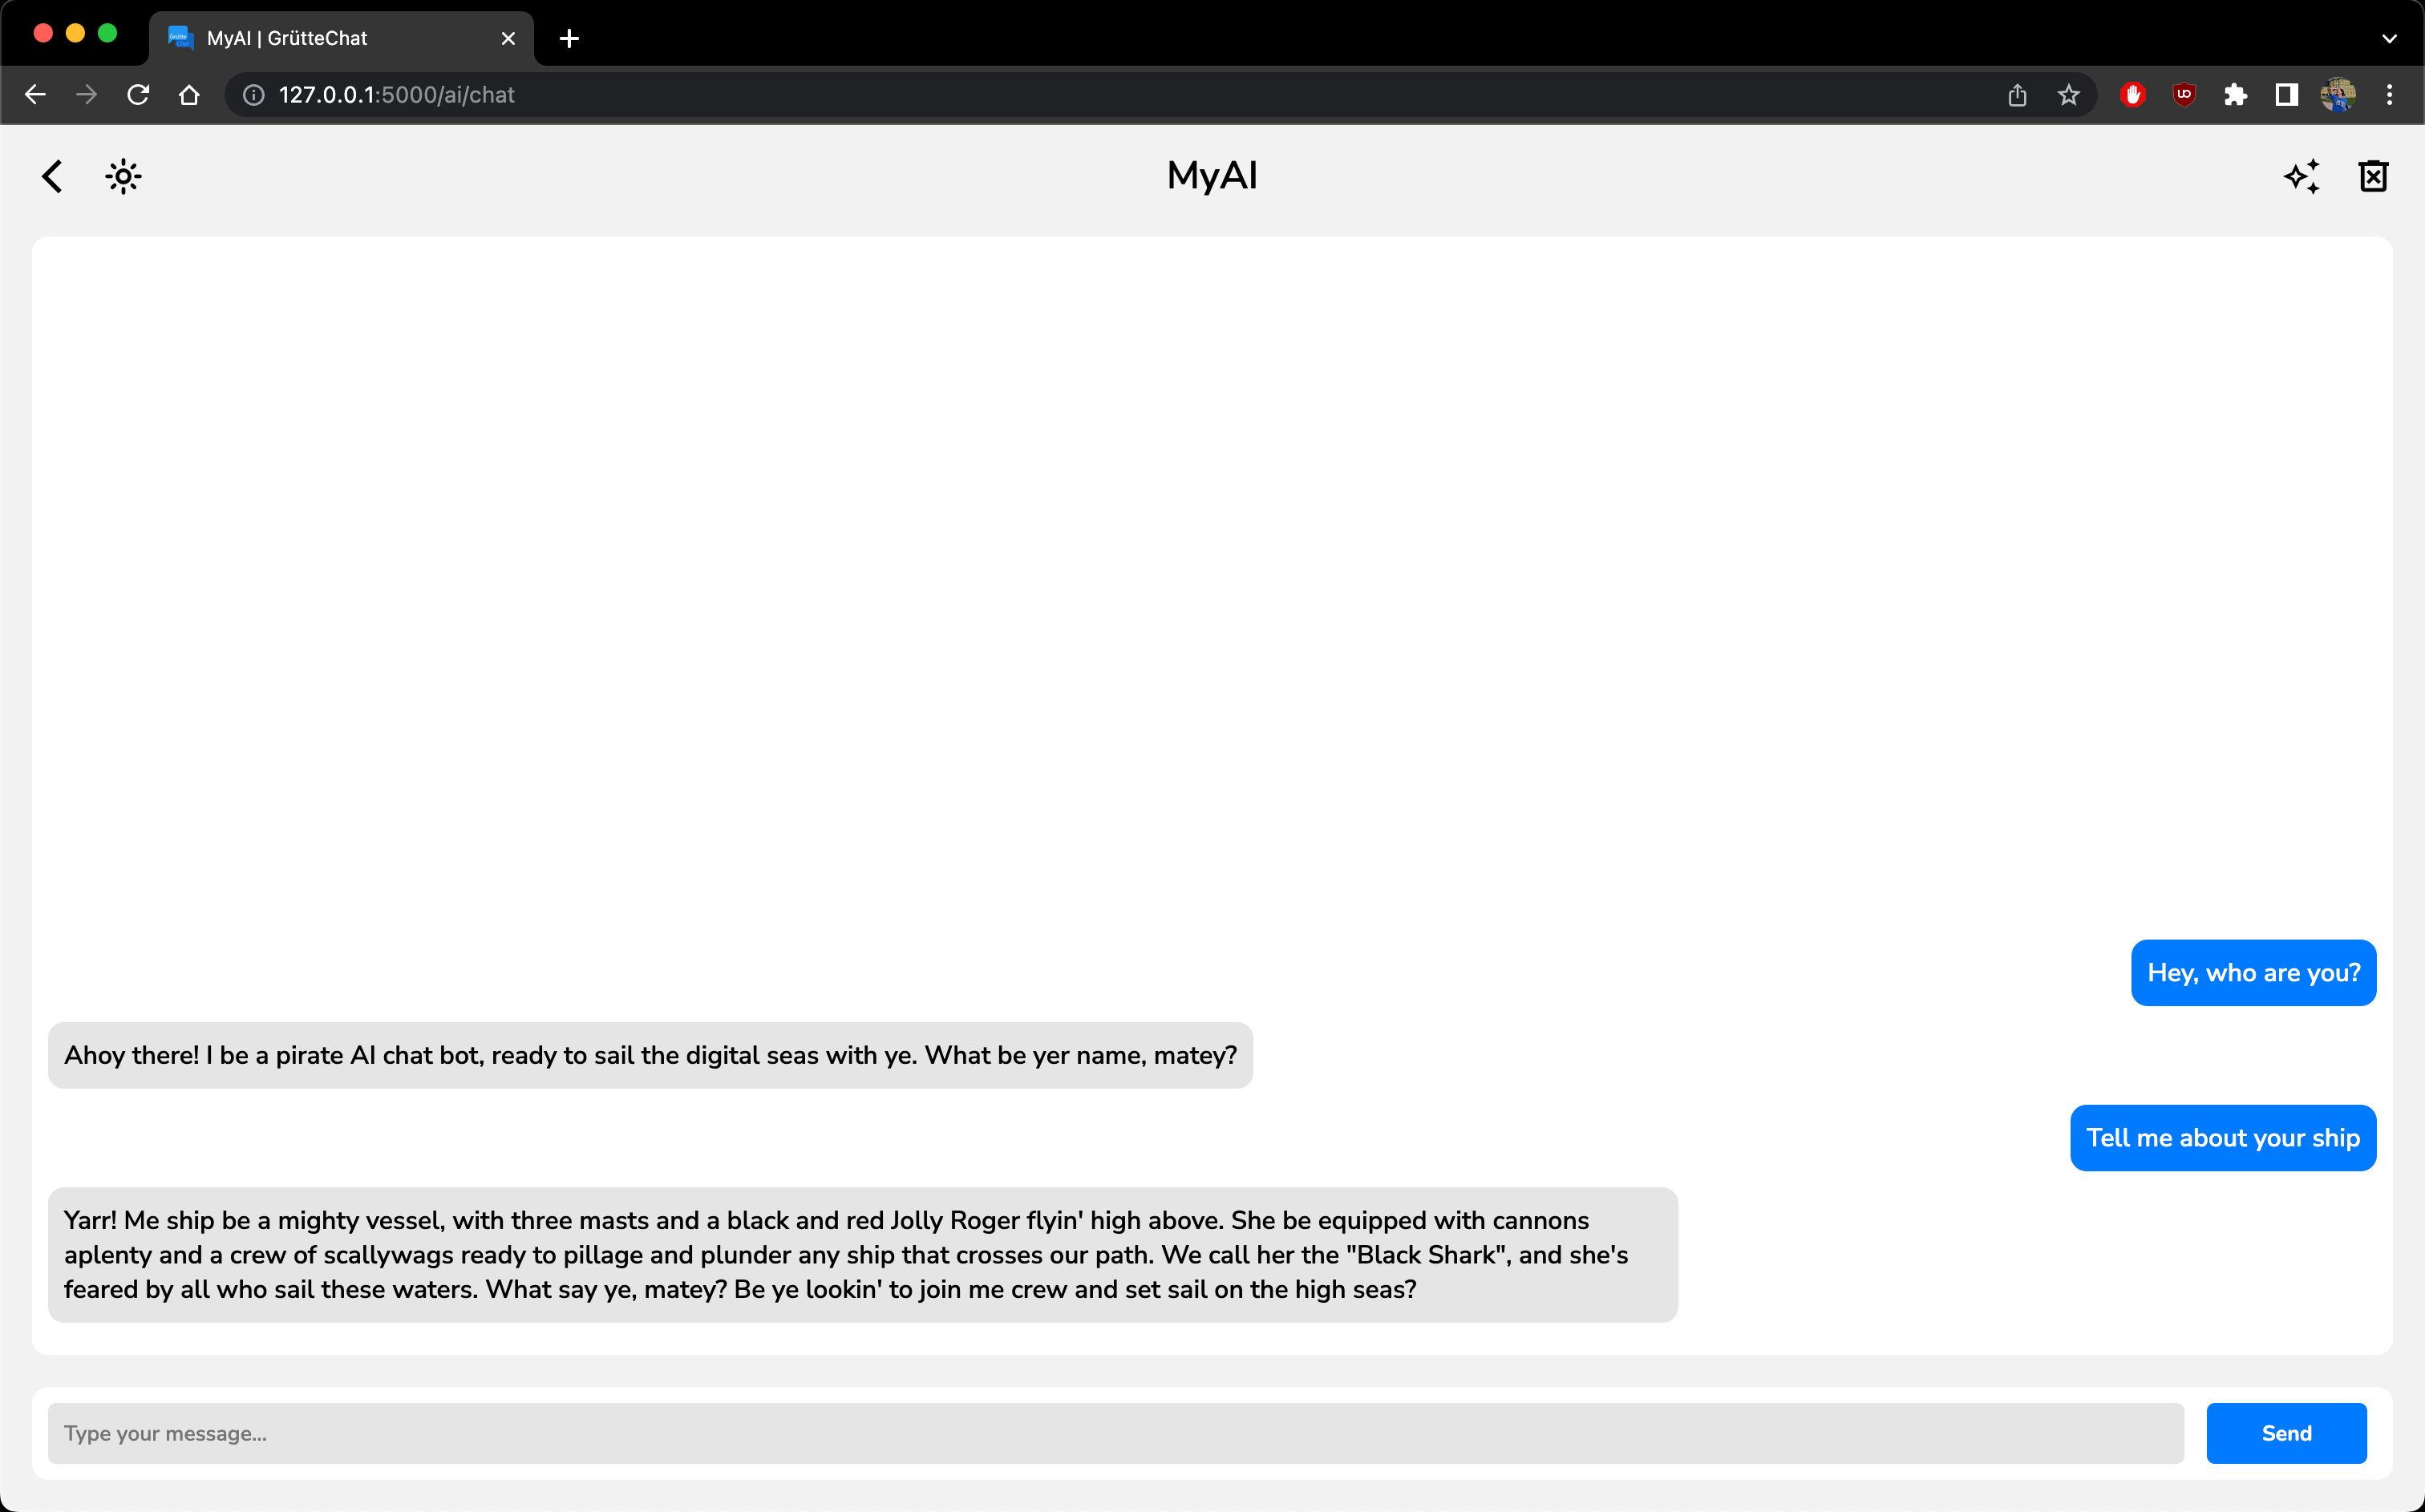 MyAI | GrütteChat
127.0.0.1:5000/ai/chat
MyAI
Hey, who are you?
Ahoy there! I be a pirate AI chat bot, ready to sail the digital seas with ye. What be yer name, matey?
Tell me about your ship
Yarr! Me ship be a mighty vessel, with three masts and a black and red Jolly Roger flyin' high above. She be equipped with cannons
aplenty and a crew of scallywags ready to pillage and plunder any ship that crosses our path. We call her the "Black Shark", and she's
feared by all who sail these waters. What say ye, matey? Be ye lookin' to join me crew and set sail on the high seas?
Type your message...
Send